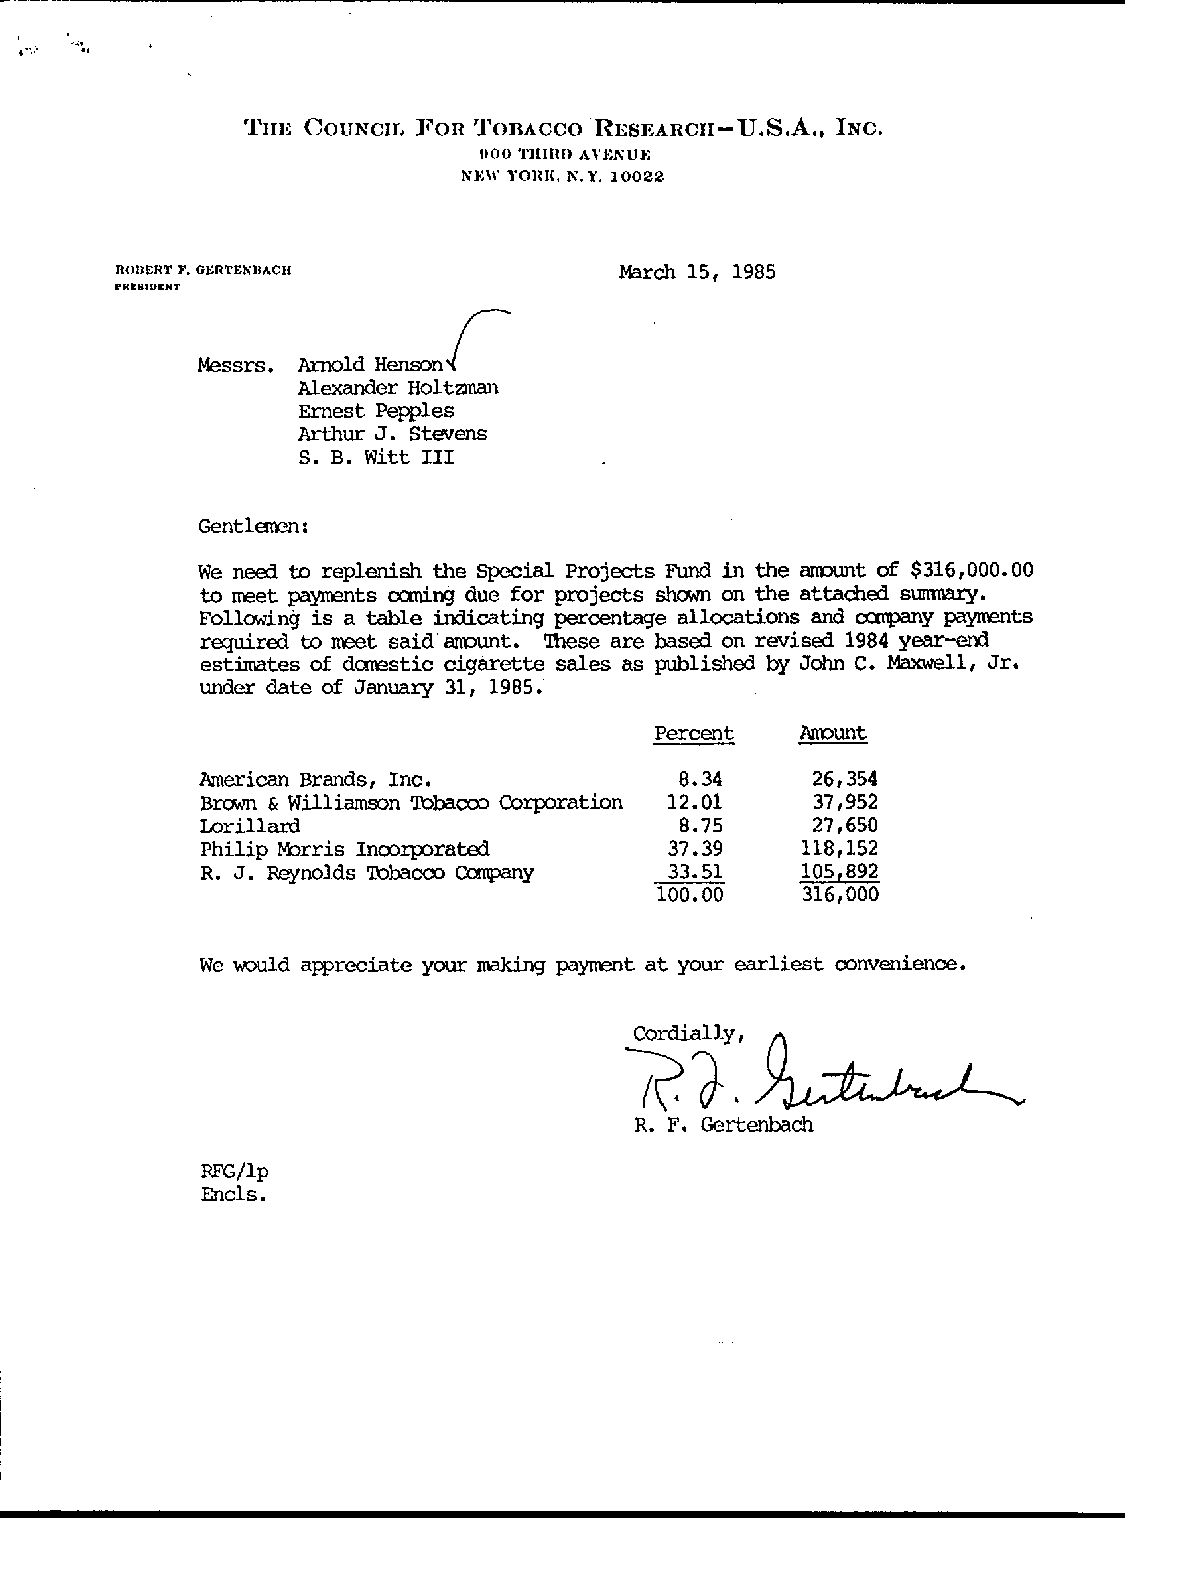 THE COUNCIL FOR TOBACCO RESEARCH—U.S.A., INC.
900 THIRD AVENUE
NEW YORK, N.Y. 10022
ROBERT F. GERTENBACH
PRESIDENT
March 15, 1985
Messrs. Arnold Henson
Alexander Holtzman
Ernest Pepples
Arthur J. Stevens
S. B. Witt III
Gentlemen:
We need to replenish the Special Projects Fund in the amount of $316,000.00
to meet payments coming due for projects shown on the attached summary.
Following is a table indicating percentage allocations and company payments
required to meet said amount. These are based on revised 1984 year-end
estimates of domestic cigarette sales as published by John C. Maxwell, Jr.
under date of January 31, 1985.
Percent Amount
American Brands, Inc. 8.34 26,354
Brown & Williamson Tobacco Corporation 12.01 37,952
Lorillard 8.75 27,650
Philip Morris Incorporated 37.39 118,152
R. J. Reynolds Tobacco Company 33.51 105,892
100.00 316,000
We would appreciate your making payment at your earliest convenience.
Cordially,
R. F. Gertenbach
R. F. Gertenbach
RFG/lp
Encls.